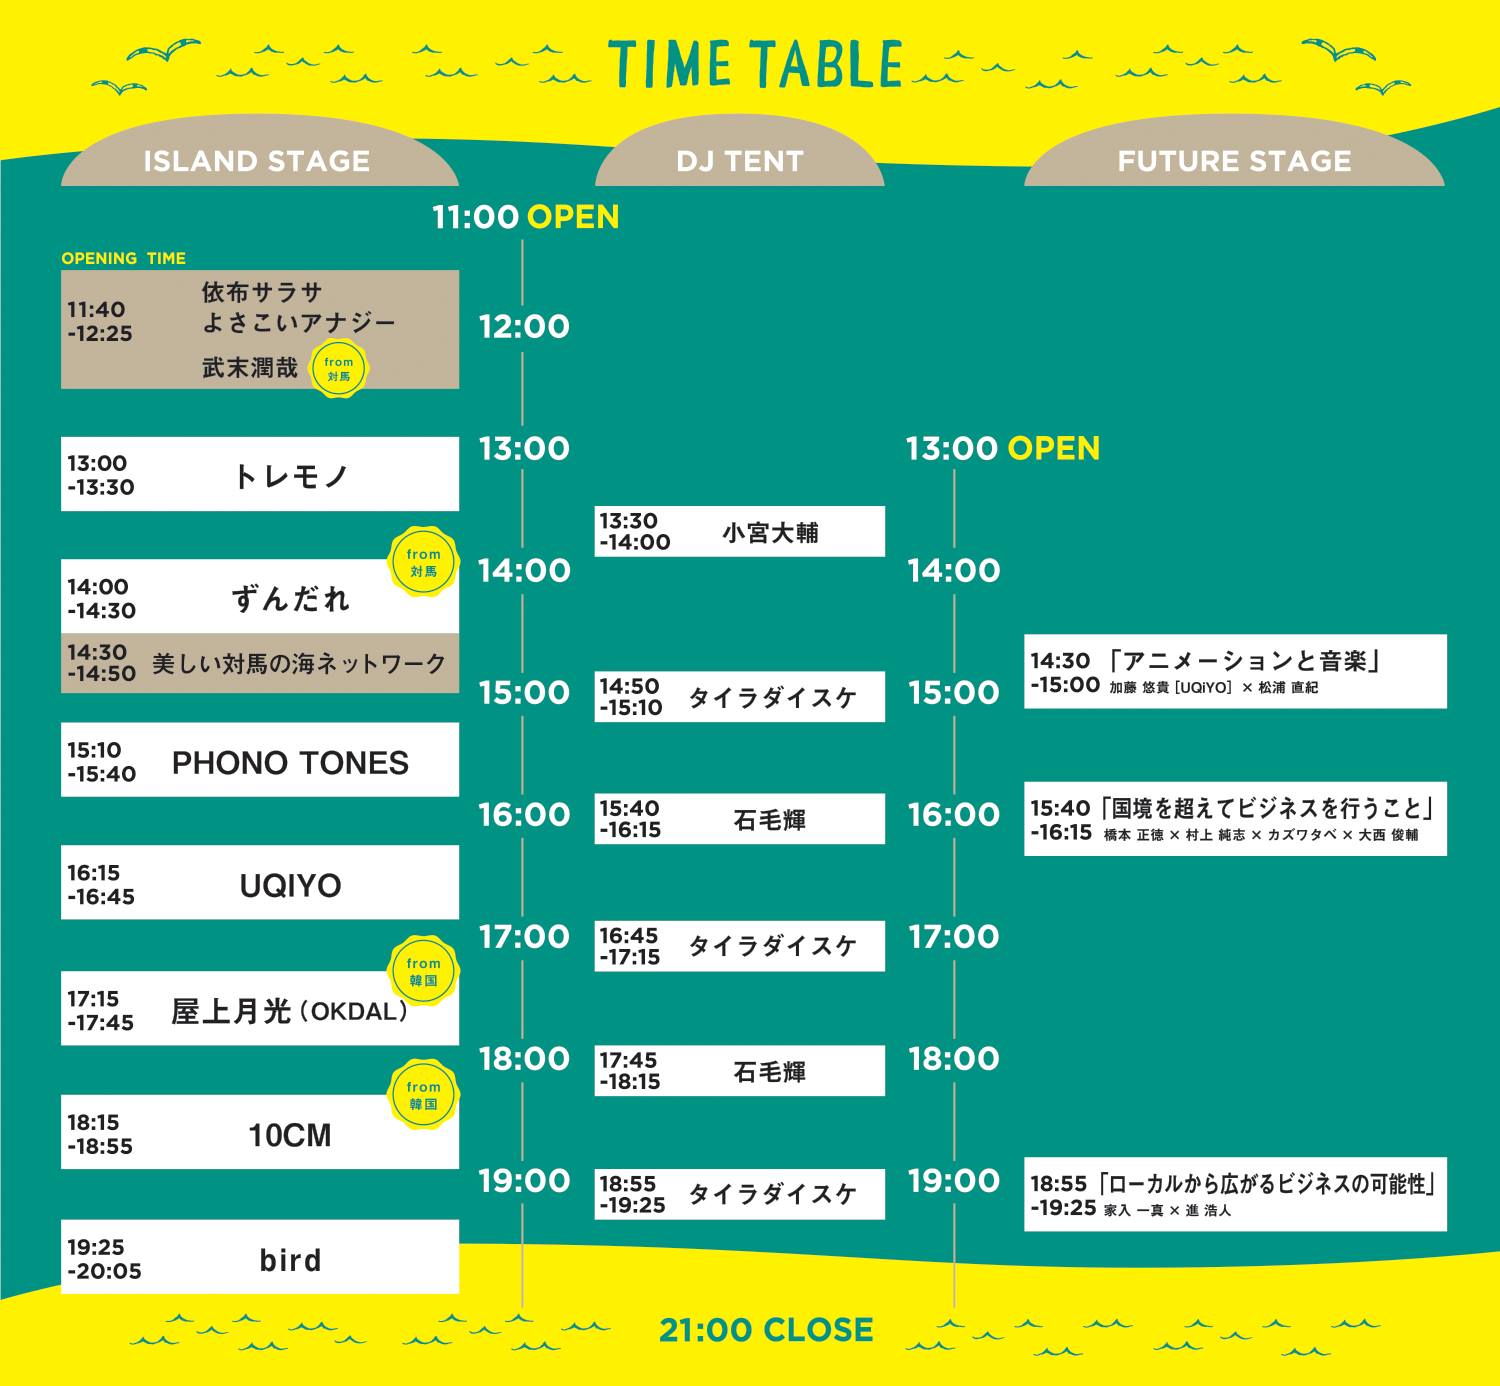 TIME TABLE
ISLAND STAGE
DJ TENT
FUTURE STAGE
11:00 OPEN
OPENING TIME
11:40
-12:25
依布サラサ
よさこいアナジー
武末潤哉
from
対馬
12:00
13:00
-13:30
トレモノ
13:00
13:00 OPEN
13:30
-14:00
小宮大輔
from
対馬
14:00
-14:30
ずんだれ
14:00
14:00
14:30
-14:50
美しい対馬の海ネットワーク
14:30
-15:00
「アニメーションと音楽」
加藤 悠貴［UQiYO］ × 松浦 直紀
15:00
14:50
-15:10
タイラダイスケ
15:00
15:10
-15:40
PHONO TONES
16:00
15:40
-16:15
石毛輝
16:00
15:40
-16:15
「国境を超えてビジネスを行うこと」
橋本 正徳 × 村上 純志 × カズワタベ × 大西 俊輔
16:15
-16:45
UQIYO
17:00
16:45
-17:15
タイラダイスケ
17:00
from
韓国
17:15
-17:45
屋上月光（OKDAL）
18:00
17:45
-18:15
石毛輝
18:00
from
韓国
18:15
-18:55
10CM
19:00
18:55
-19:25
タイラダイスケ
19:00
18:55
-19:25
「ローカルから広がるビジネスの可能性」
家入 一真 × 進 浩人
19:25
-20:05
bird
21:00 CLOSE